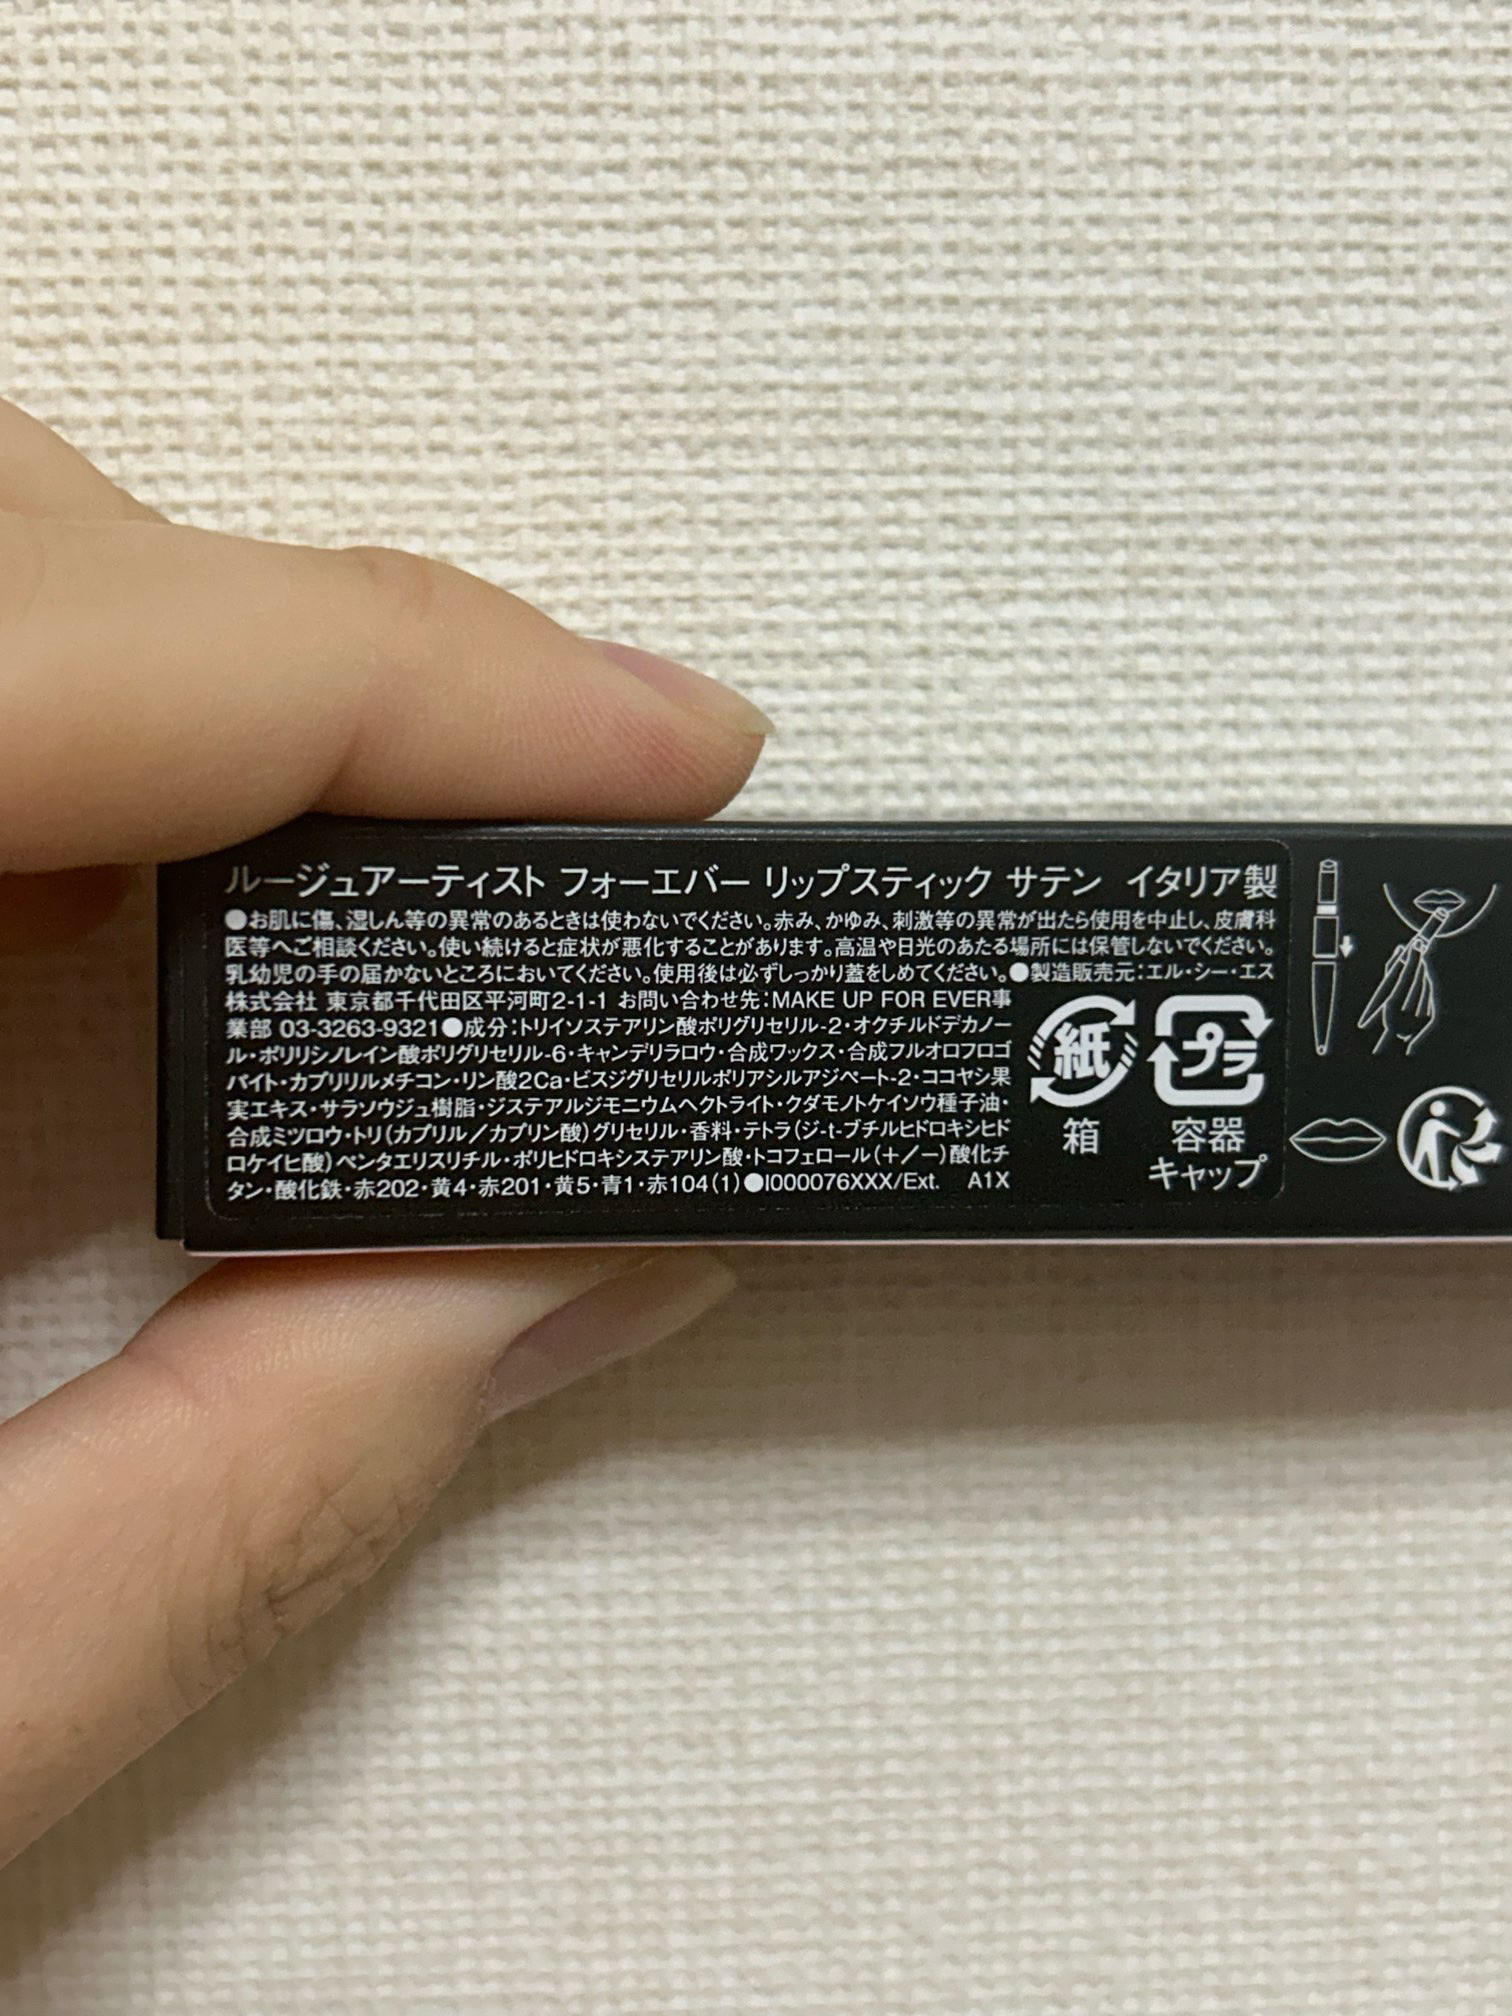 ルージュアーティスト フォーエバー リップスティック サテン イタリア製
●お肌に傷、湿しん等の異常のあるときは使わないでください。赤み、かゆみ、刺激等の異常が出たら使用を中止し、皮膚科
医等へご相談ください。使い続けると症状が悪化することがあります。高温や日光のあたる場所には保管しないでください。
乳幼児の手の届かないところにおいてください。使用後は必ずしっかり蓋をしめてください。●製造販売元:エル・シー・エス
株式会社 東京都千代田区平河町2-1-1 お問い合わせ先:MAKE UP FOR EVER事
業部 03-3263-9321●成分:トリイソステアリン酸ポリグリセリル-2・オクチルドデカノー
ル・ポリリシノレイン酸ポリグリセリル-6・キャンデリラロウ・合成ワックス・合成フルオロフロゴ
パイト・カプリリルメチコン・リン酸2Ca・ビスジグリセリルポリアシルアジペート-2・ココヤシ果
実エキス・サラソウジュ樹脂・ジステアルジモニウムヘクトライト・クダモノトケイソウ種子油・
合成ミツロウ・トリ(カプリル/カプリン酸)グリセリル・香料・テトラ(ジ-t-ブチルヒドロキシヒド
ロケイヒ酸)ペンタエリスリチル・ポリヒドロキシステアリン酸・トコフェロール(+/-)酸化チ
タン・酸化鉄・赤202・黄4・赤201・黄5・青1・赤104(1)●I000076XXX/Ext. A1X
紙
箱
プラ
容器
キャップ